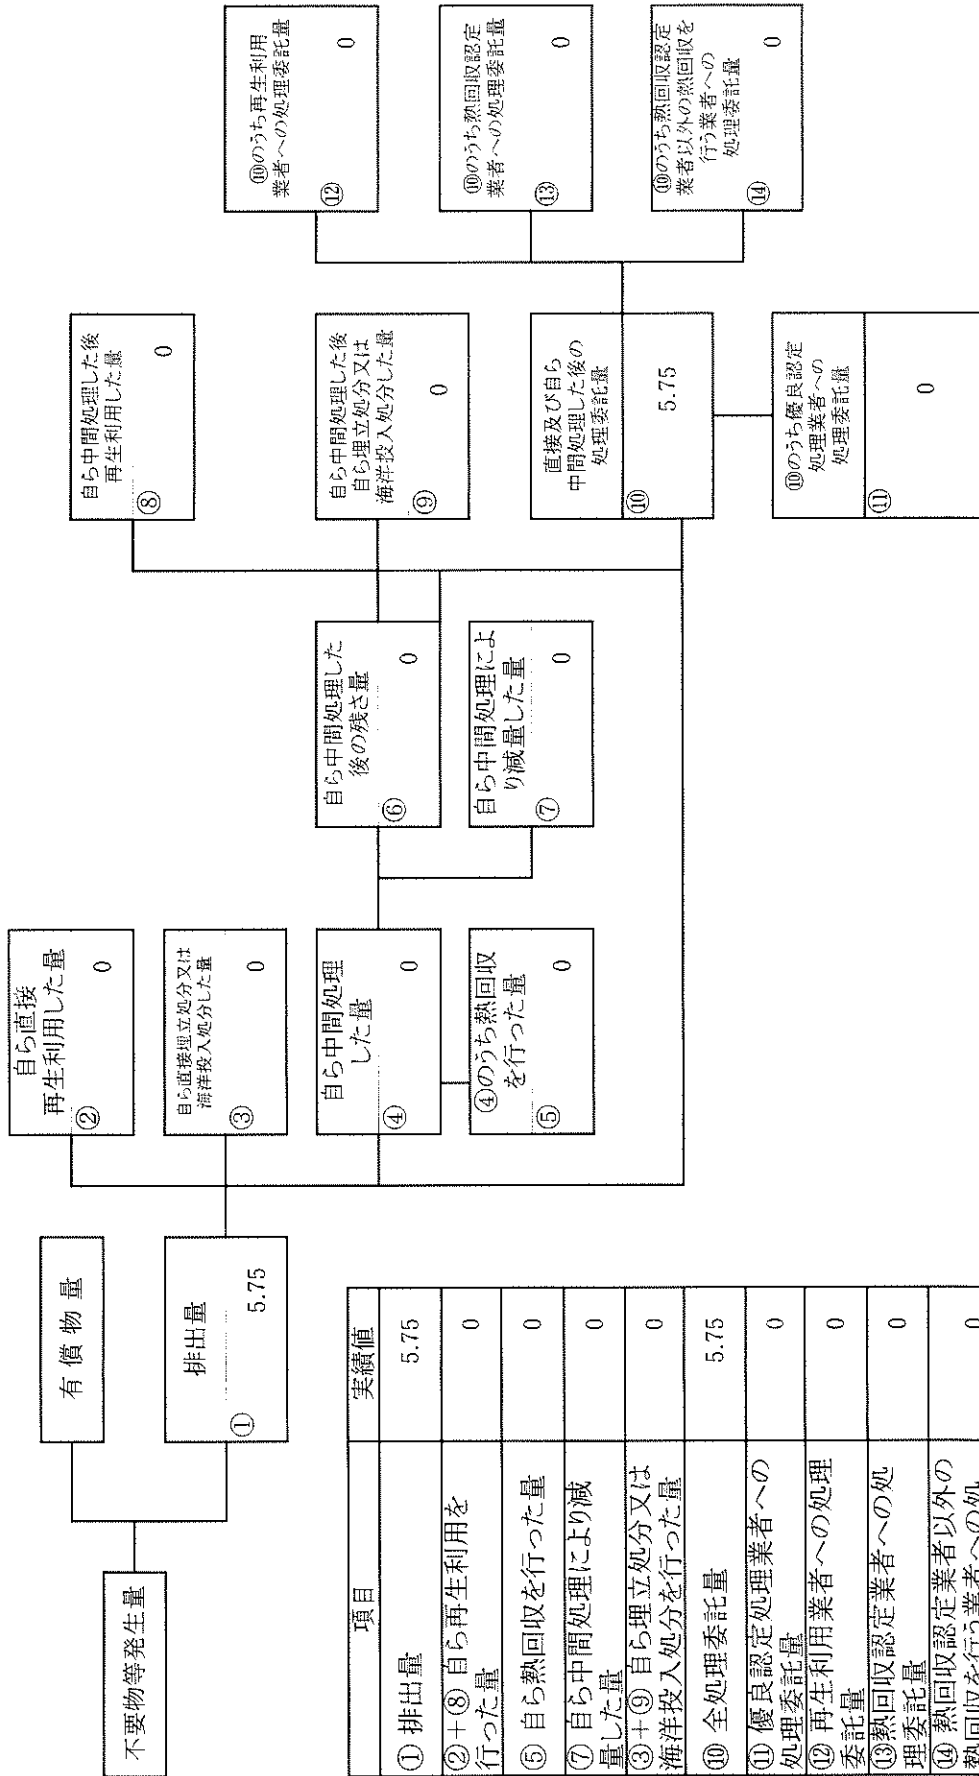 不要物等発生量
有償物量
排出量
①
5.75
自ら直接
再生利用した量
②
0
自ら直接埋立処分又は
海洋投入処分した量
③
0
自ら中間処理
した量
④
0
④のうち熱回収
を行った量
⑤
0
自ら中間処理した
後の残さ量
⑥
0
自ら中間処理によ
り減量した量
⑦
0
自ら中間処理した後
再生利用した量
⑧
0
自ら中間処理した後
自ら埋立処分又は
海洋投入処分した量
⑨
0
直接及び自ら
中間処理した後の
処理委託量
⑩
5.75
⑩のうち優良認定
処理業者への
処理委託量
⑪
0
⑩のうち再生利用
業者への処理委託量
⑫
0
⑩のうち熱回収認定
業者への処理委託量
⑬
0
⑩のうち熱回収認定
業者以外の熱回収を
行う業者への
処理委託量
⑭
0
項目 実績値
①排出量 5.75
②+⑧自ら再生利用を
行った量 0
⑤自ら熱回収を行った量 0
⑦自ら中間処理により減
量した量 0
③+⑨自ら埋立処分又は
海洋投入処分を行った量 0
⑩全処理委託量 5.75
⑪優良認定処理業者への
処理委託量 0
⑫再生利用業者への処理
委託量 0
⑬熱回収認定業者への処
理委託量 0
⑭熱回収認定業者以外の
熱回収を行う業者への処 0